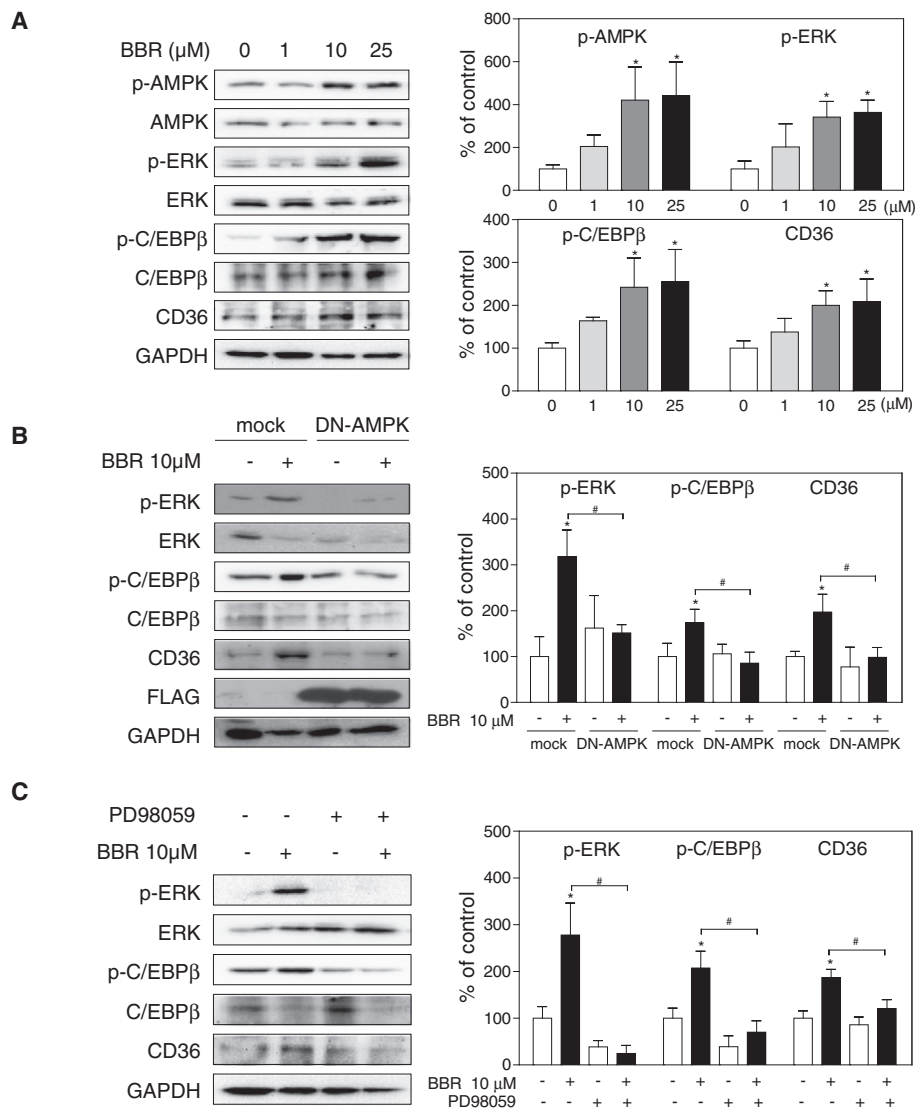 A
BBR (µM) 0 1 10 25
p-AMPK
AMPK
p-ERK
ERK
p-C/EBPβ
C/EBPβ
CD36
GAPDH
% of control
800
600
400
200
0
p-AMPK p-ERK
* * * *
0 1 10 25 0 1 10 25 (µM)
% of control
400
300
200
100
0
p-C/EBPβ CD36
* * * *
0 1 10 25 0 1 10 25 (µM)
B
mock DN-AMPK
BBR 10µM - + - +
p-ERK
ERK
p-C/EBPβ
C/EBPβ
CD36
FLAG
GAPDH
% of control
500
400
300
200
100
0
p-ERK p-C/EBPβ CD36
# # #
* * *
BBR 10 µM - + - + - + - + - + - +
mock DN-AMPK mock DN-AMPK mock DN-AMPK
C
PD98059 - - + +
BBR 10µM - + - +
p-ERK
ERK
p-C/EBPβ
C/EBPβ
CD36
GAPDH
% of control
500
400
300
200
100
0
p-ERK p-C/EBPβ CD36
# # #
* * *
BBR 10 µM - + - + - + - + - + - +
PD98059 - - + + - - + + - - + +